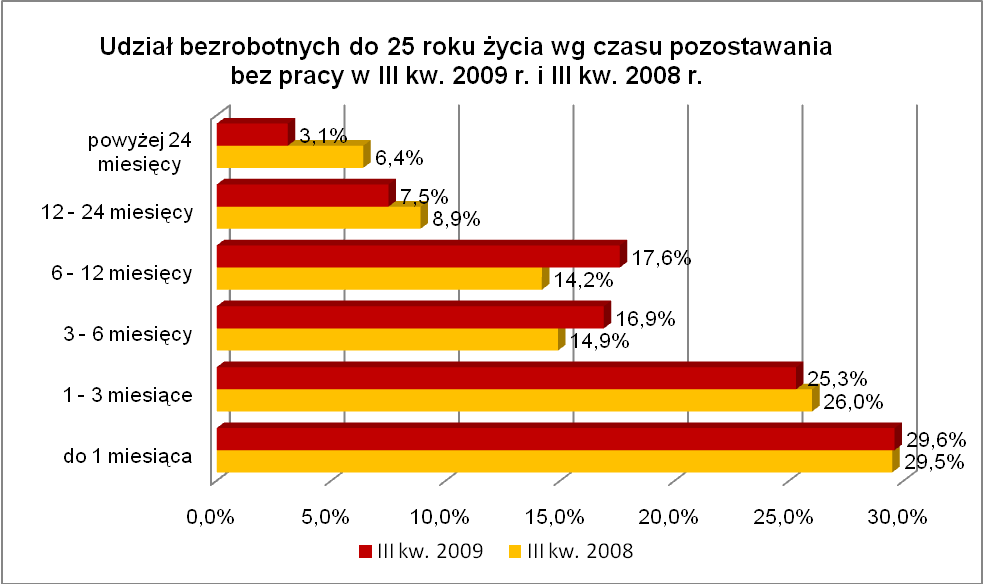 Udział bezrobotnych do 25 roku życia wg czasu pozostawania
bez pracy w III kw. 2009 r. i III kw. 2008 r.
powyżej 24
miesięcy
3,1%
6,4%
12 - 24 miesięcy
7,5%
8,9%
6 - 12 miesięcy
17,6%
14,2%
3 - 6 miesięcy
16,9%
14,9%
1 - 3 miesiące
25,3%
26,0%
do 1 miesiąca
29,6%
29,5%
0,0% 5,0% 10,0% 15,0% 20,0% 25,0% 30,0%
III kw. 2009 III kw. 2008